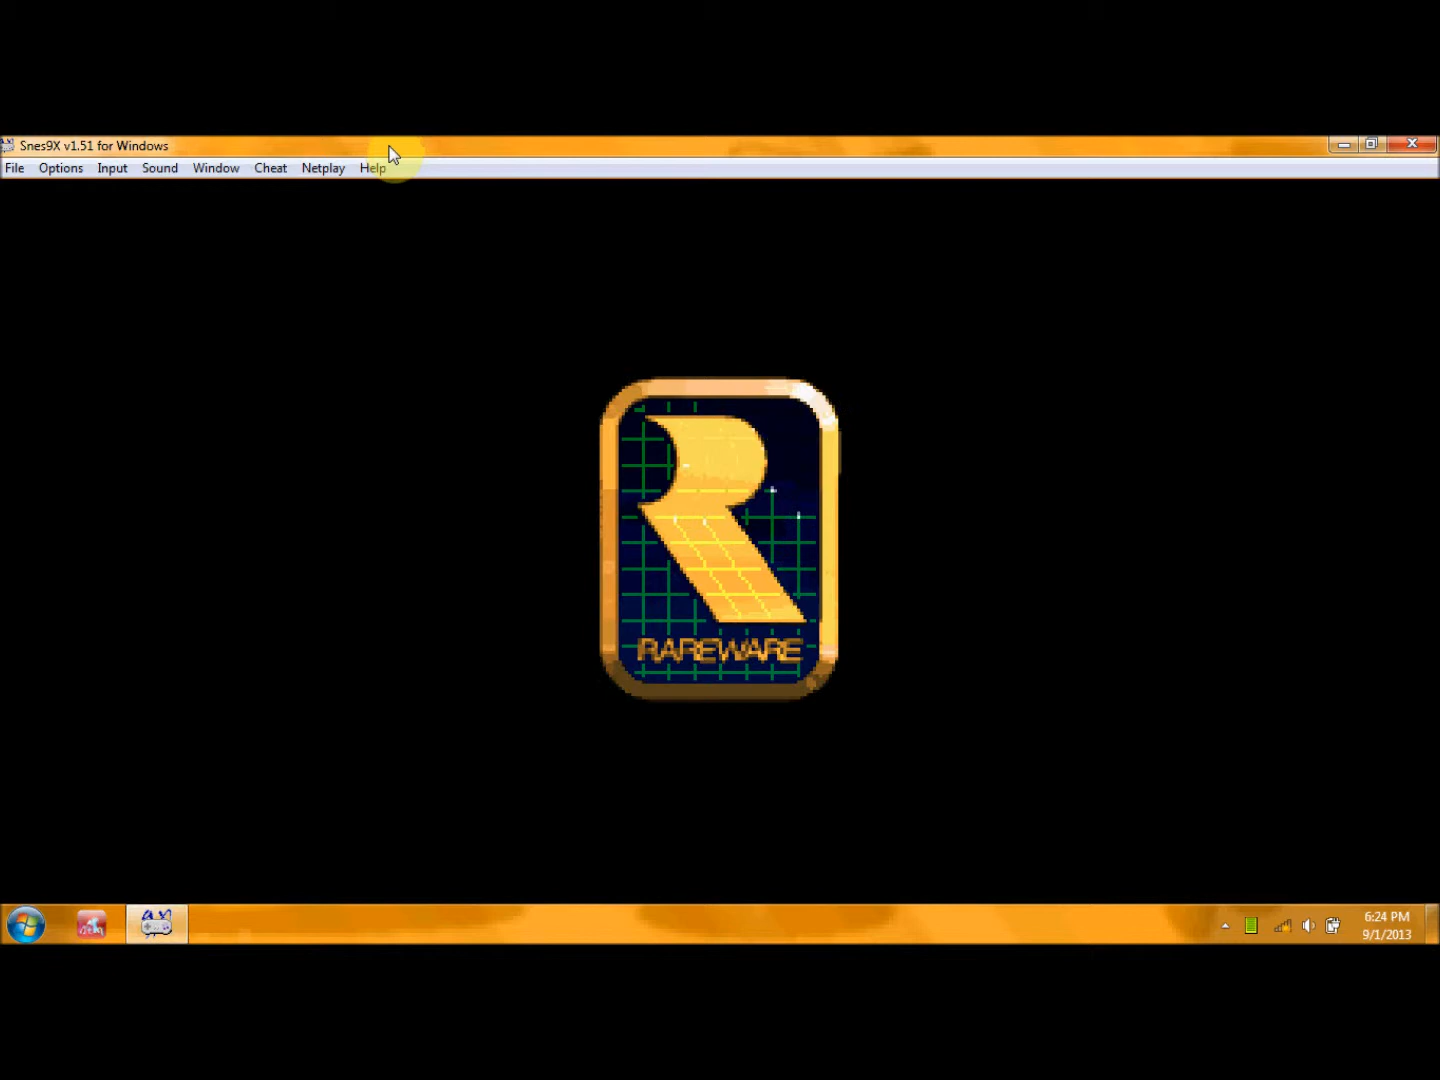 Snes9X v1.51 for Windows
File Options Input Sound Window Cheat Netplay Help
RAREWARE
6:24 PM
9/1/2013